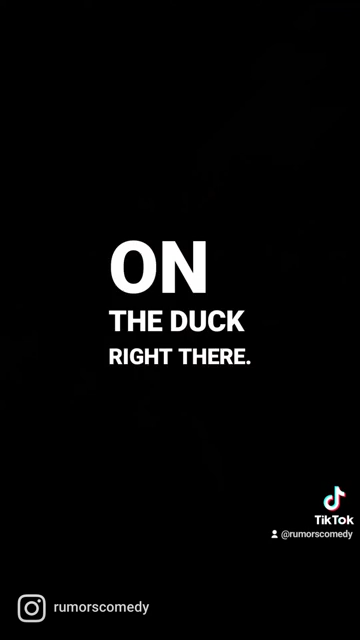 ON
THE DUCK
RIGHT THERE.
TikTok
@rumorscomedy
rumorscomedy